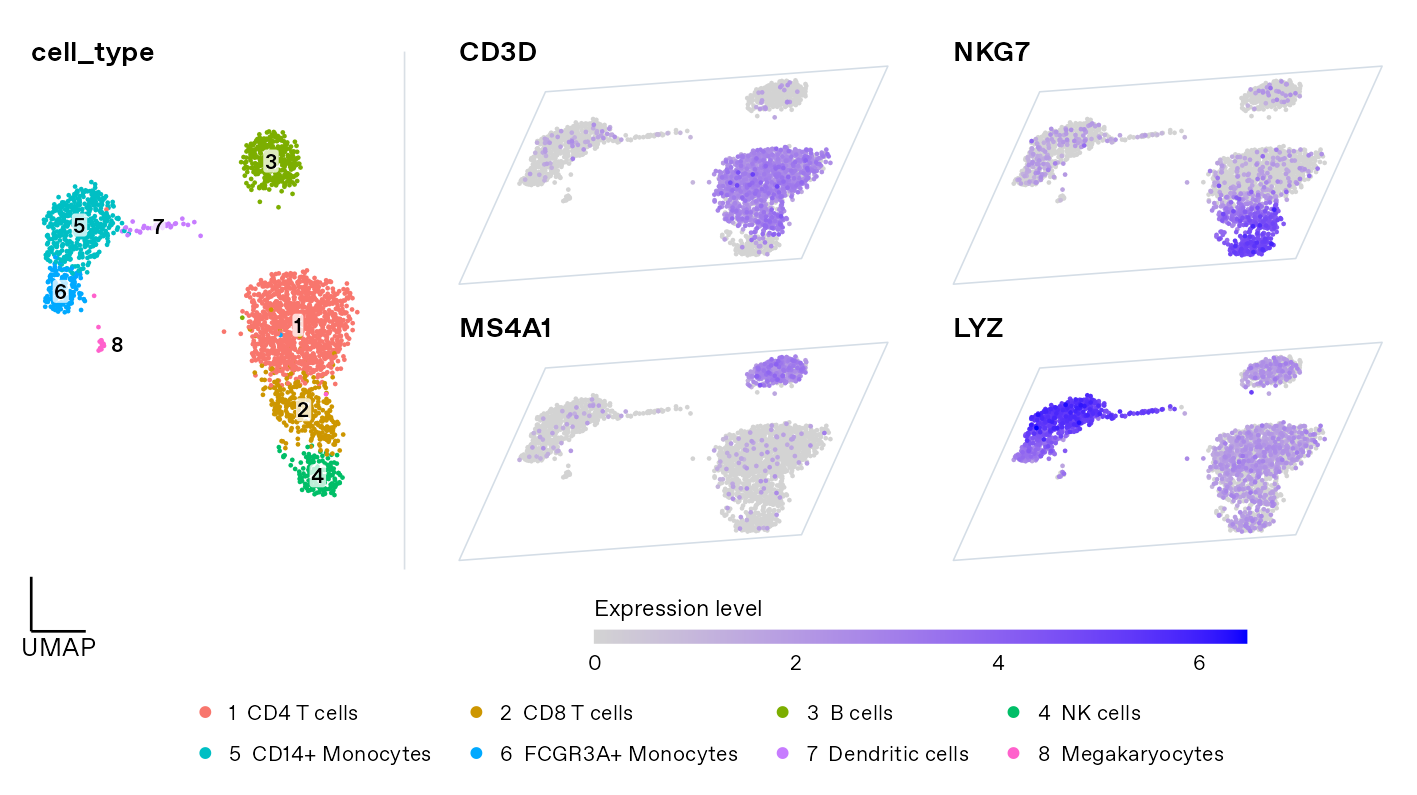 cell_type
CD3D
NKG7
3
5
7
6
8
1
2
4
MS4A1
LYZ
UMAP
Expression level
0 2 4 6
1 CD4 T cells
2 CD8 T cells
3 B cells
4 NK cells
5 CD14+ Monocytes
6 FCGR3A+ Monocytes
7 Dendritic cells
8 Megakaryocytes